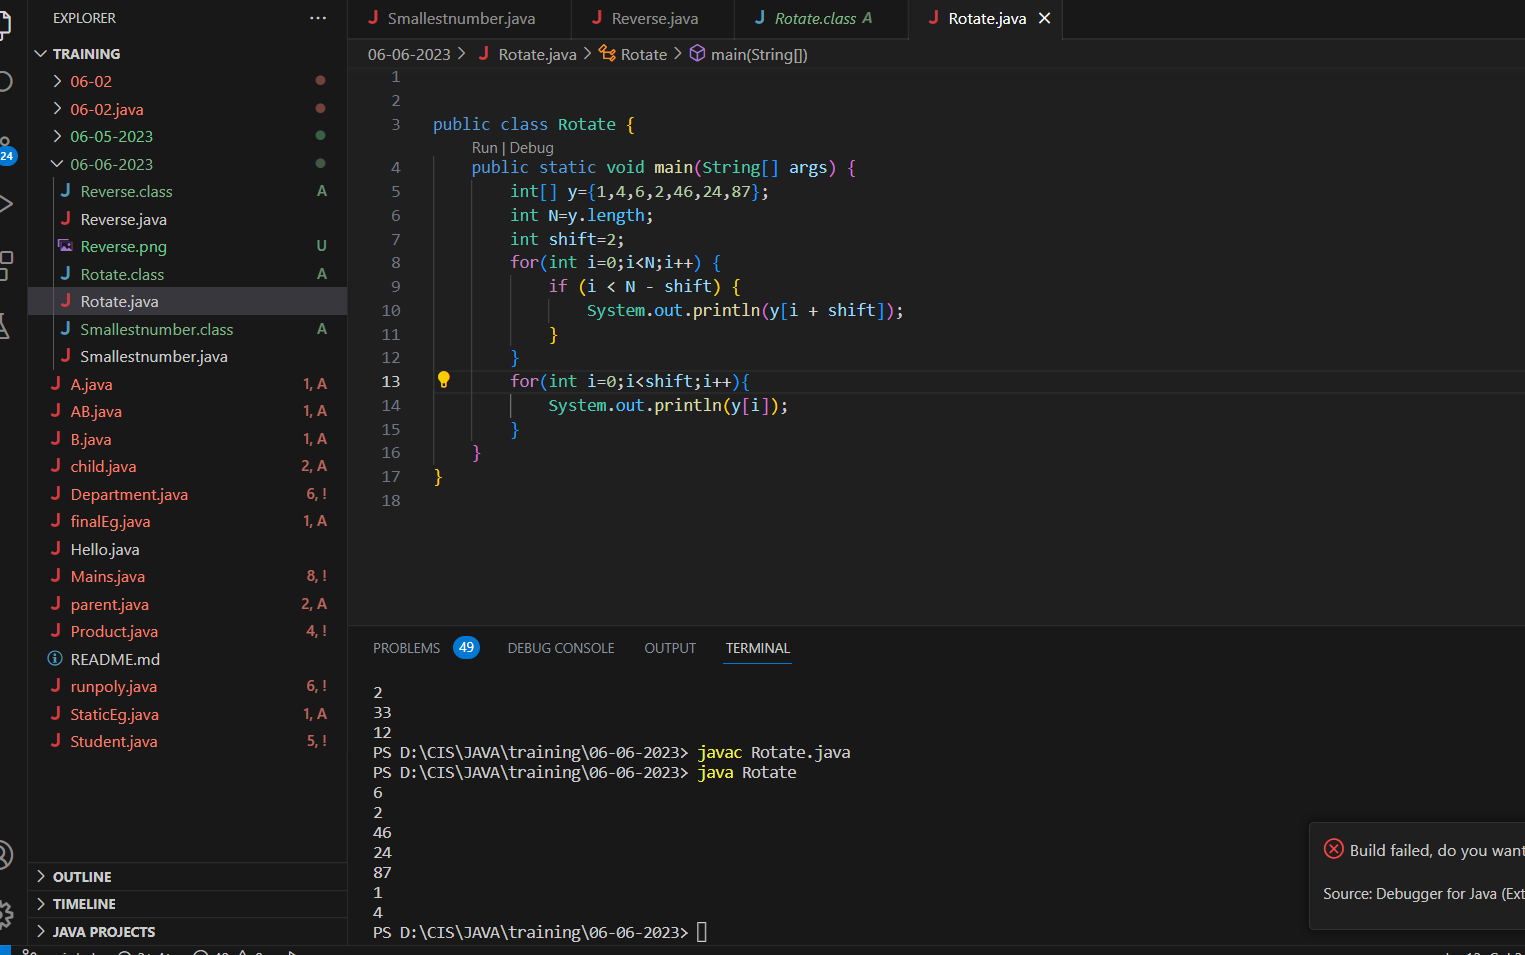 EXPLORER ···
TRAINING
06-02
06-02.java
06-05-2023
06-06-2023
Reverse.class A
Reverse.java
Reverse.png U
Rotate.class A
Rotate.java
Smallestnumber.class A
Smallestnumber.java
A.java 1, A
AB.java 1, A
B.java 1, A
child.java 2, A
Department.java 6, !
finalEg.java 1, A
Hello.java
Mains.java 8, !
parent.java 2, A
Product.java 4, !
README.md
runpoly.java 6, !
StaticEg.java 1, A
Student.java 5, !
OUTLINE
TIMELINE
JAVA PROJECTS
24
Smallestnumber.java Reverse.java Rotate.class A Rotate.java
06-06-2023 > Rotate.java > Rotate > main(String[])
1
2
3 public class Rotate {
Run | Debug
4 public static void main(String[] args) {
5 int[] y={1,4,6,2,46,24,87};
6 int N=y.length;
7 int shift=2;
8 for(int i=0;i<N;i++) {
9 if (i < N - shift) {
10 System.out.println(y[i + shift]);
11 }
12 }
13 for(int i=0;i<shift;i++){
14 System.out.println(y[i]);
15 }
16 }
17 }
18
PROBLEMS 49 DEBUG CONSOLE OUTPUT TERMINAL
2
33
12
PS D:\CIS\JAVA\training\06-06-2023> javac Rotate.java
PS D:\CIS\JAVA\training\06-06-2023> java Rotate
6
2
46
24
87
1
4
PS D:\CIS\JAVA\training\06-06-2023>
Build failed, do you want
Source: Debugger for Java (Ext